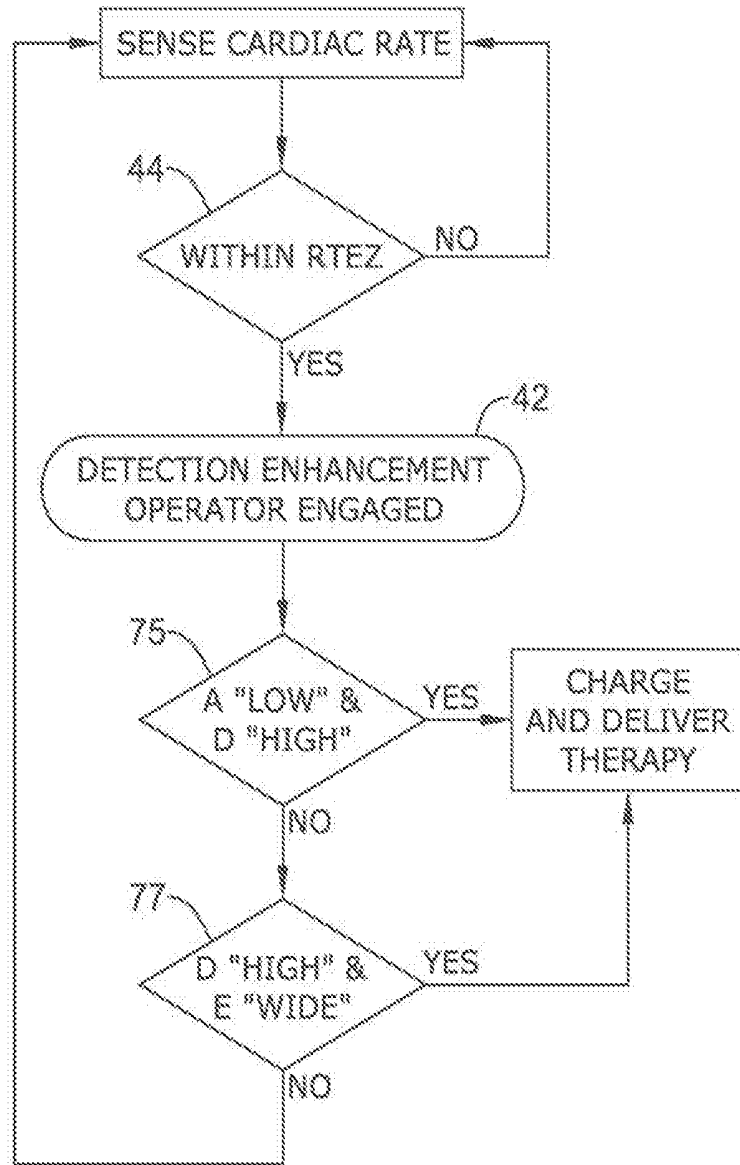 SENSE CARDIAC RATE
44
WITHIN RTEZ
NO
YES
42
DETECTION ENHANCEMENT
OPERATOR ENGAGED
75
A "LOW" &
D "HIGH"
YES
CHARGE
AND DELIVER
THERAPY
NO
77
D "HIGH" &
E "WIDE"
YES
NO